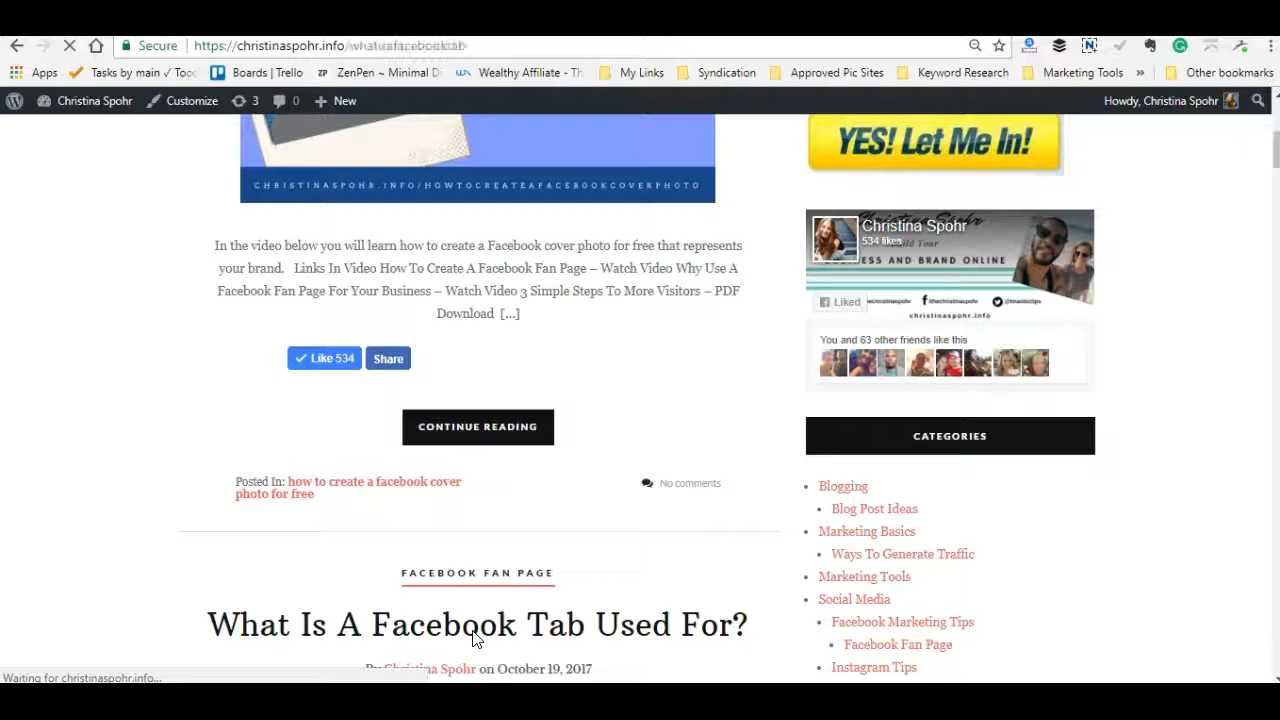 Secure https://christinaspohr.info/
Apps Tasks by main ✓ Tood Boards | Trello ZenPen – Minimal D Wealthy Affiliate – Th My Links Syndication Approved Pic Sites Keyword Research Marketing Tools » Other bookmarks
Christina Spohr Customize 3 0 New Howdy, Christina Spohr
YES! Let Me In!
CHRISTINASPOHR.INFO/HOWTOCREATEAFACEBOOKCOVERPHOTO
In the video below you will learn how to create a Facebook cover photo for free that represents
your brand. Links In Video How To Create A Facebook Fan Page – Watch Video Why Use A
Facebook Fan Page For Your Business – Watch Video 3 Simple Steps To More Visitors – PDF
Download [...]
Like 534 Share
CONTINUE READING
Posted In: how to create a facebook cover
photo for free
No comments
FACEBOOK FAN PAGE
What Is A Facebook Tab Used For?
By Christina Spohr on October 19, 2017
Christina Spohr
534 likes
Build Your
BUSINESS AND BRAND ONLINE
Liked
christinaspohr.info
You and 63 other friends like this
CATEGORIES
Blogging
Blog Post Ideas
Marketing Basics
Ways To Generate Traffic
Marketing Tools
Social Media
Facebook Marketing Tips
Facebook Fan Page
Instagram Tips
Waiting for christinaspohr.info...